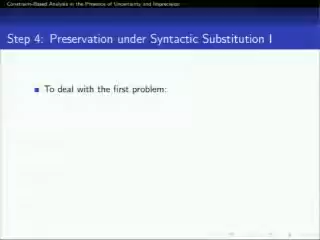 Constraint-Based Analysis in the Presence of Uncertainty and Imprecision
Step 4: Preservation under Syntactic Substitution I
To deal with the first problem: